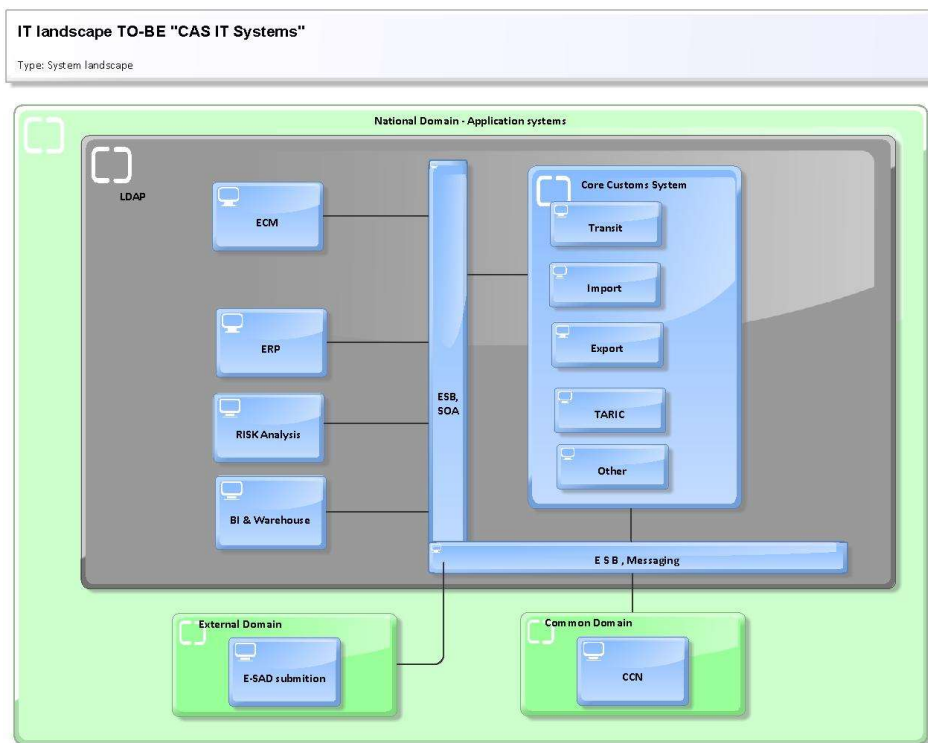 IT landscape TO-BE "CAS IT Systems"
Type: System landscape
National Domain - Application systems
LDAP
ECM
ERP
RISK Analysis
BI & Warehouse
ESB,
SOA
Core Customs System
Transit
Import
Export
TARIC
Other
E S B , Messaging
External Domain
E-SAD submition
Common Domain
CCN